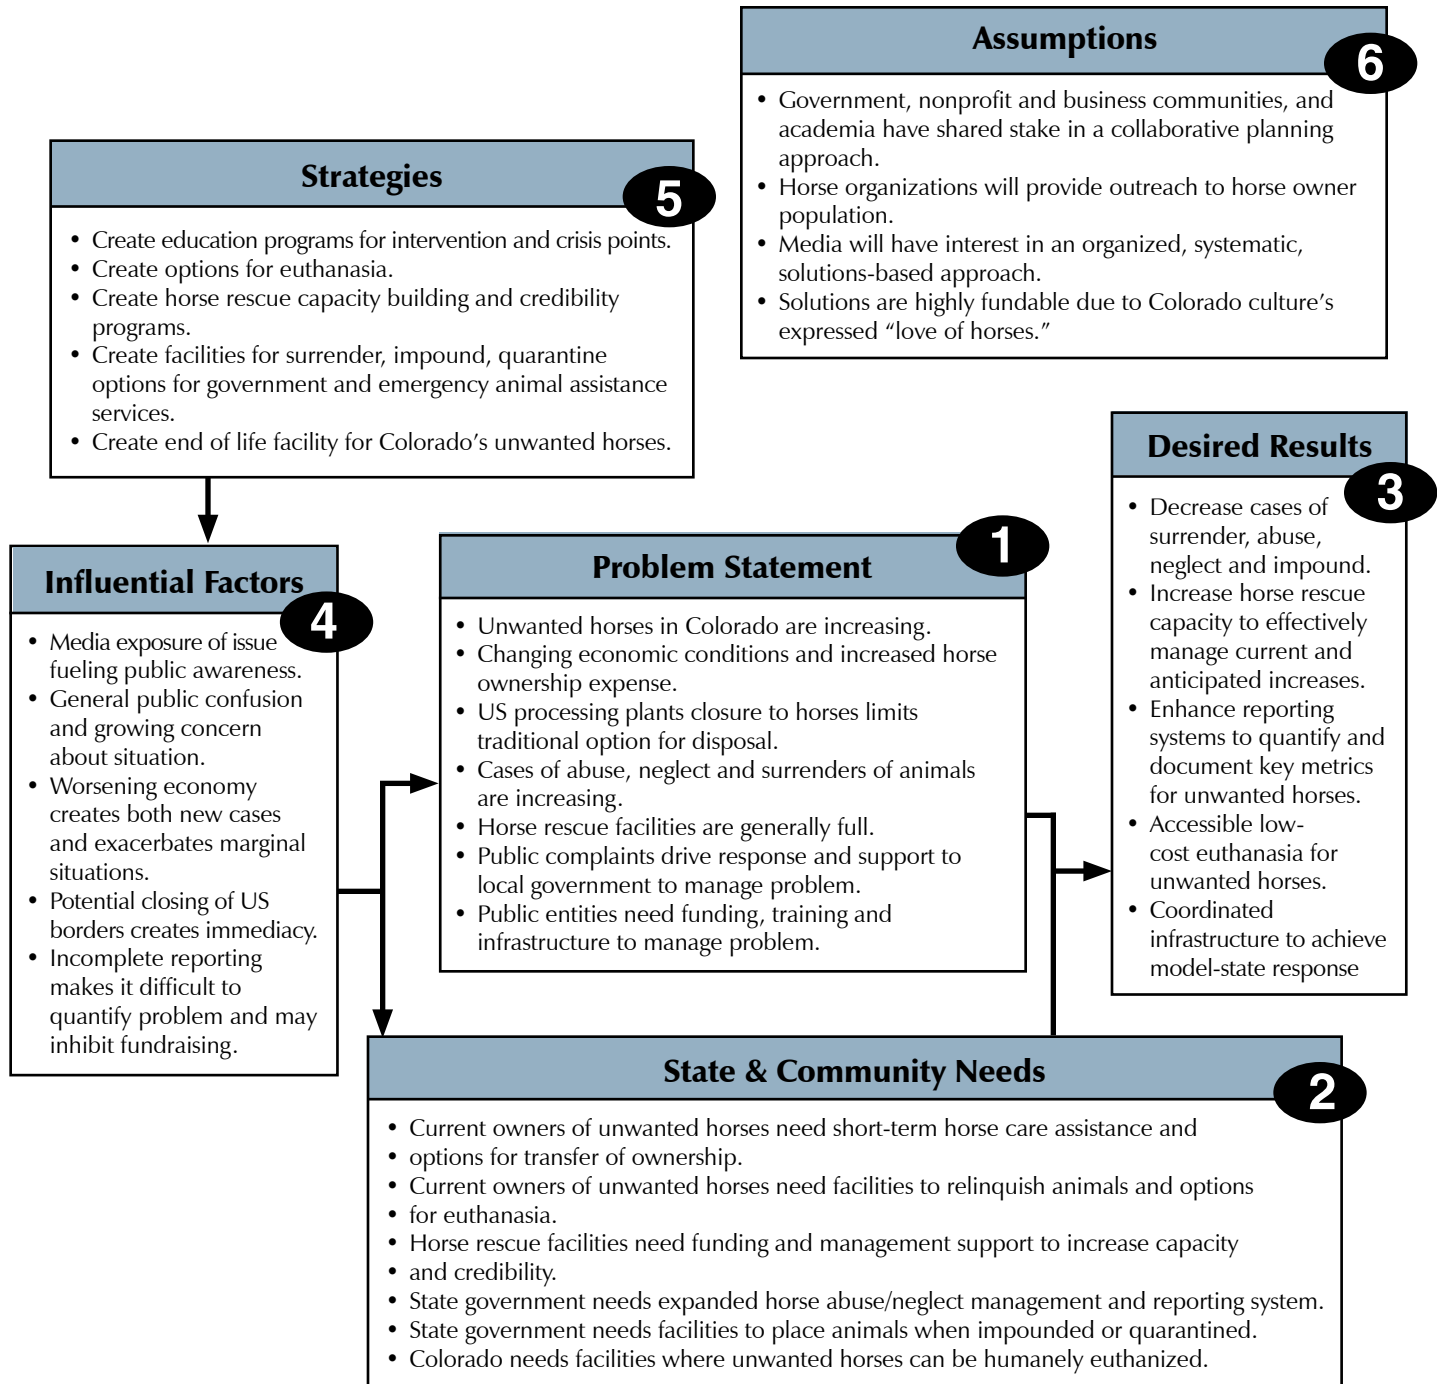 Assumptions
6
• Government, nonprofit and business communities, and
academia have shared stake in a collaborative planning
approach.
• Horse organizations will provide outreach to horse owner
population.
• Media will have interest in an organized, systematic,
solutions-based approach.
• Solutions are highly fundable due to Colorado culture's
expressed “love of horses.”
Strategies
5
• Create education programs for intervention and crisis points.
• Create options for euthanasia.
• Create horse rescue capacity building and credibility
programs.
• Create facilities for surrender, impound, quarantine
options for government and emergency animal assistance
services.
• Create end of life facility for Colorado's unwanted horses.
Desired Results
3
• Decrease cases of
surrender, abuse,
neglect and impound.
• Increase horse rescue
capacity to effectively
manage current and
anticipated increases.
• Enhance reporting
systems to quantify and
document key metrics
for unwanted horses.
• Accessible low-
cost euthanasia for
unwanted horses.
• Coordinated
infrastructure to achieve
model-state response
Influential Factors
4
• Media exposure of issue
fueling public awareness.
• General public confusion
and growing concern
about situation.
• Worsening economy
creates both new cases
and exacerbates marginal
situations.
• Potential closing of US
borders creates immediacy.
• Incomplete reporting
makes it difficult to
quantify problem and may
inhibit fundraising.
Problem Statement
1
• Unwanted horses in Colorado are increasing.
• Changing economic conditions and increased horse
ownership expense.
• US processing plants closure to horses limits
traditional option for disposal.
• Cases of abuse, neglect and surrenders of animals
are increasing.
• Horse rescue facilities are generally full.
• Public complaints drive response and support to
local government to manage problem.
• Public entities need funding, training and
infrastructure to manage problem.
State & Community Needs
2
• Current owners of unwanted horses need short-term horse care assistance and
• options for transfer of ownership.
• Current owners of unwanted horses need facilities to relinquish animals and options
• for euthanasia.
• Horse rescue facilities need funding and management support to increase capacity
• and credibility.
• State government needs expanded horse abuse/neglect management and reporting system.
• State government needs facilities to place animals when impounded or quarantined.
• Colorado needs facilities where unwanted horses can be humanely euthanized.